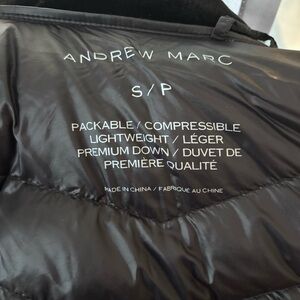 ANDREW MARC
S/P
PACKABLE / COMPRESSIBLE
LIGHTWEIGHT / LÉGER
PREMIUM DOWN / DUVET DE
PREMIÈRE QUALITÉ
MADE IN CHINA / FABRIQUÉ AU CHINE